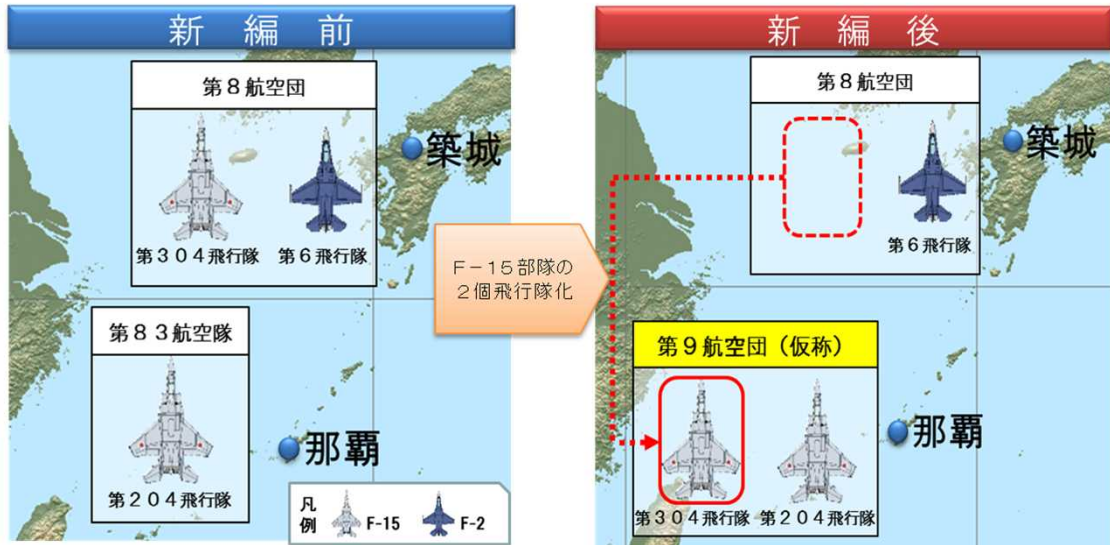 新編前
第８航空団
築城
第３０４飛行隊
第６飛行隊
第８３航空隊
那覇
第２０４飛行隊
凡例
F-15
F-2
Ｆ－１５部隊の
２個飛行隊化
新編後
第８航空団
築城
第６飛行隊
第９航空団（仮称）
那覇
第３０４飛行隊
第２０４飛行隊